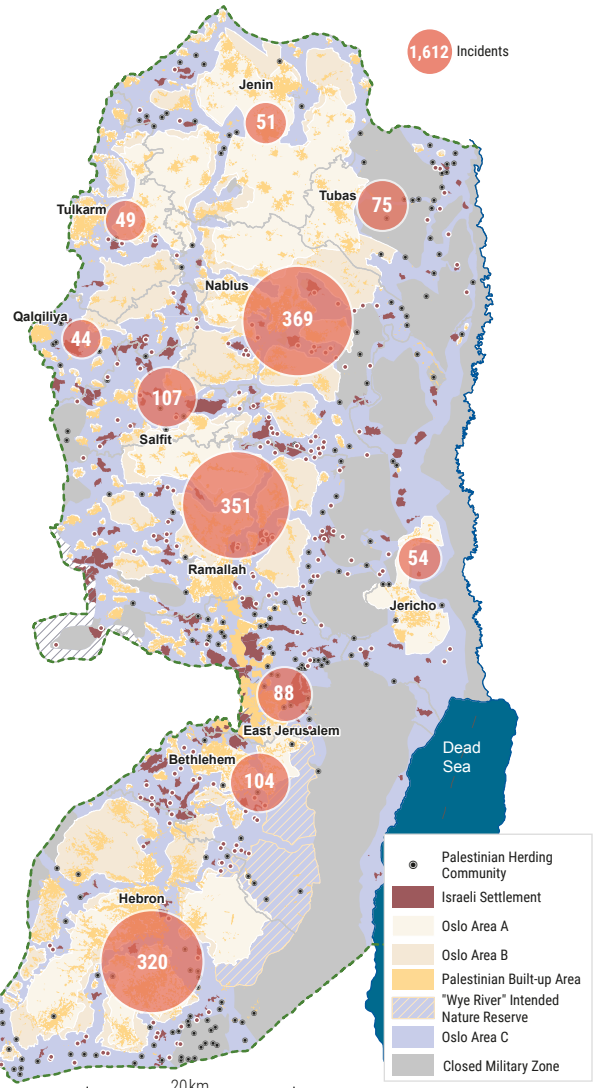 1,612 Incidents
Jenin
51
Tubas
75
Tulkarm
49
Nablus
369
Qalqiliya
44
107
Salfit
351
Ramallah
54
Jericho
88
East Jerusalem
Bethlehem
104
Dead
Sea
Hebron
320
Palestinian Herding
Community
Israeli Settlement
Oslo Area A
Oslo Area B
Palestinian Built-up Area
"Wye River" Intended
Nature Reserve
Oslo Area C
Closed Military Zone
20km